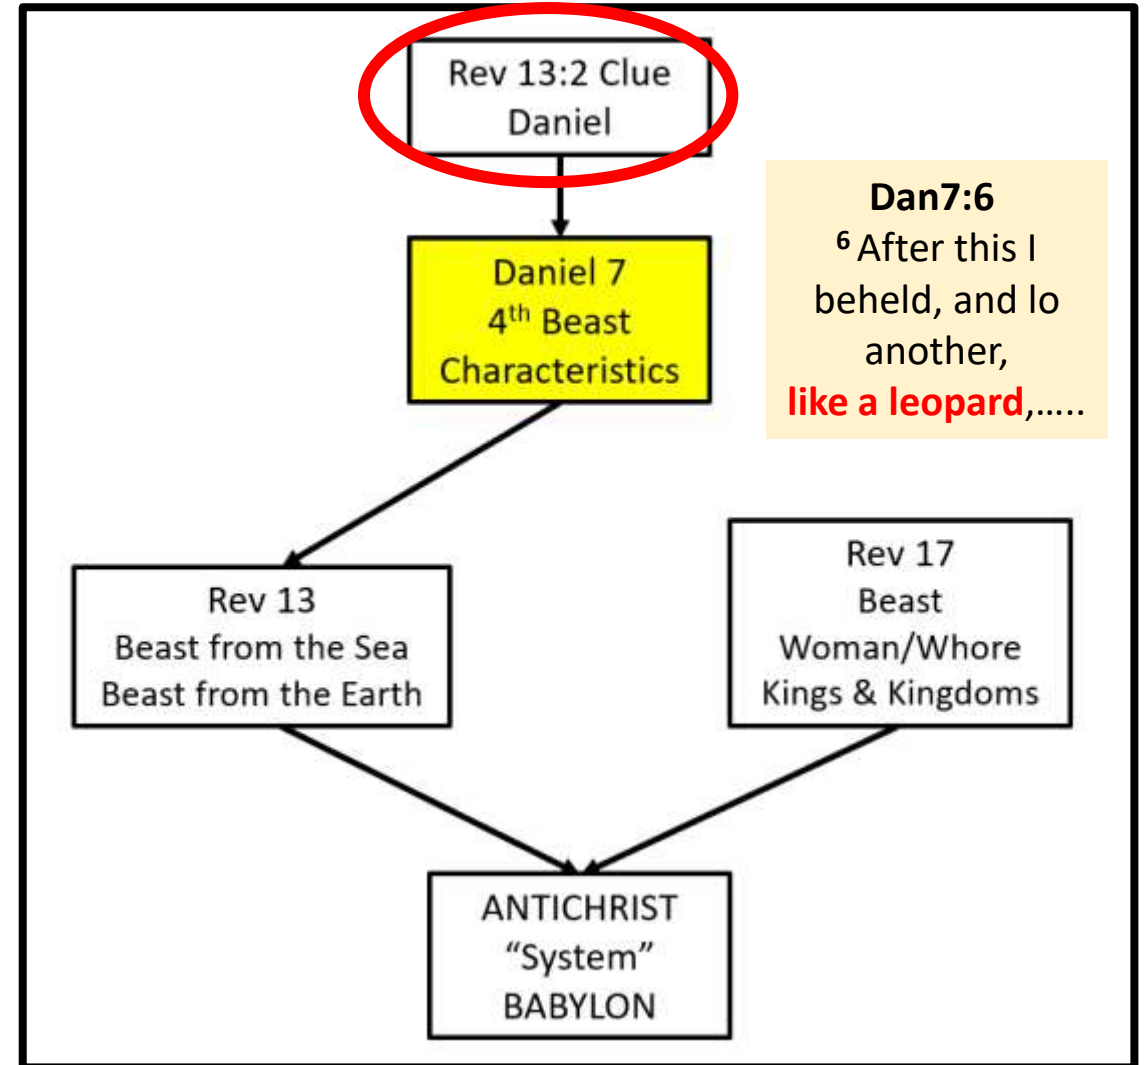 Rev 13:2 Clue
Daniel
Dan7:6
⁶ After this I
beheld, and lo
another,
like a leopard,.....
Daniel 7
4ᵗʰ Beast
Characteristics
Rev 13
Beast from the Sea
Beast from the Earth
Rev 17
Beast
Woman/Whore
Kings & Kingdoms
ANTICHRIST
“System”
BABYLON